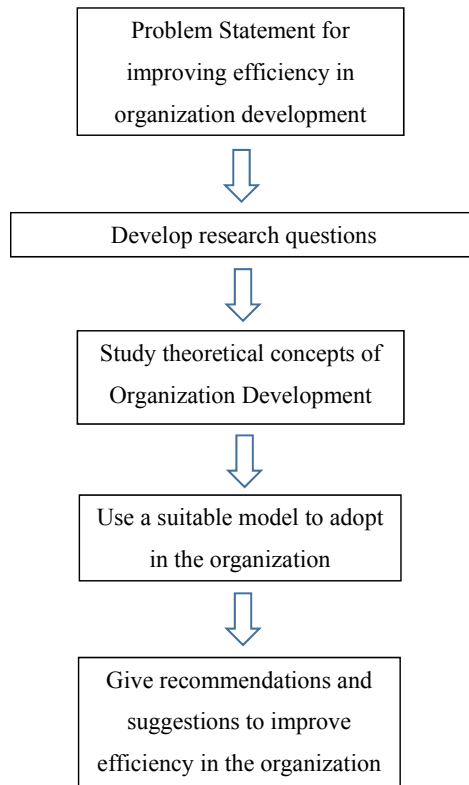 Problem Statement for
improving efficiency in
organization development
Develop research questions
Study theoretical concepts of
Organization Development
Use a suitable model to adopt
in the organization
Give recommendations and
suggestions to improve
efficiency in the organization